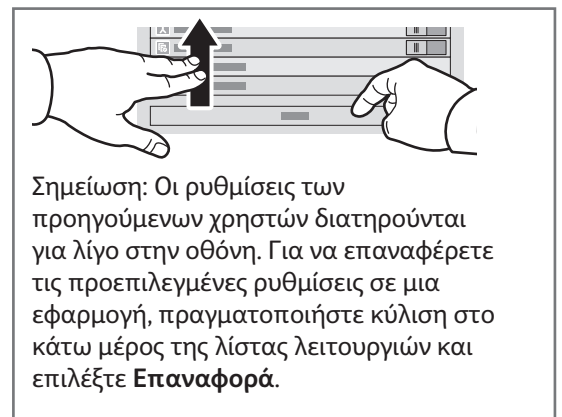 Σημείωση: Οι ρυθμίσεις των
προηγούμενων χρηστών διατηρούνται
για λίγο στην οθόνη. Για να επαναφέρετε
τις προεπιλεγμένες ρυθμίσεις σε μια
εφαρμογή, πραγματοποιήστε κύλιση στο
κάτω μέρος της λίστας λειτουργιών και
επιλέξτε Επαναφορά.